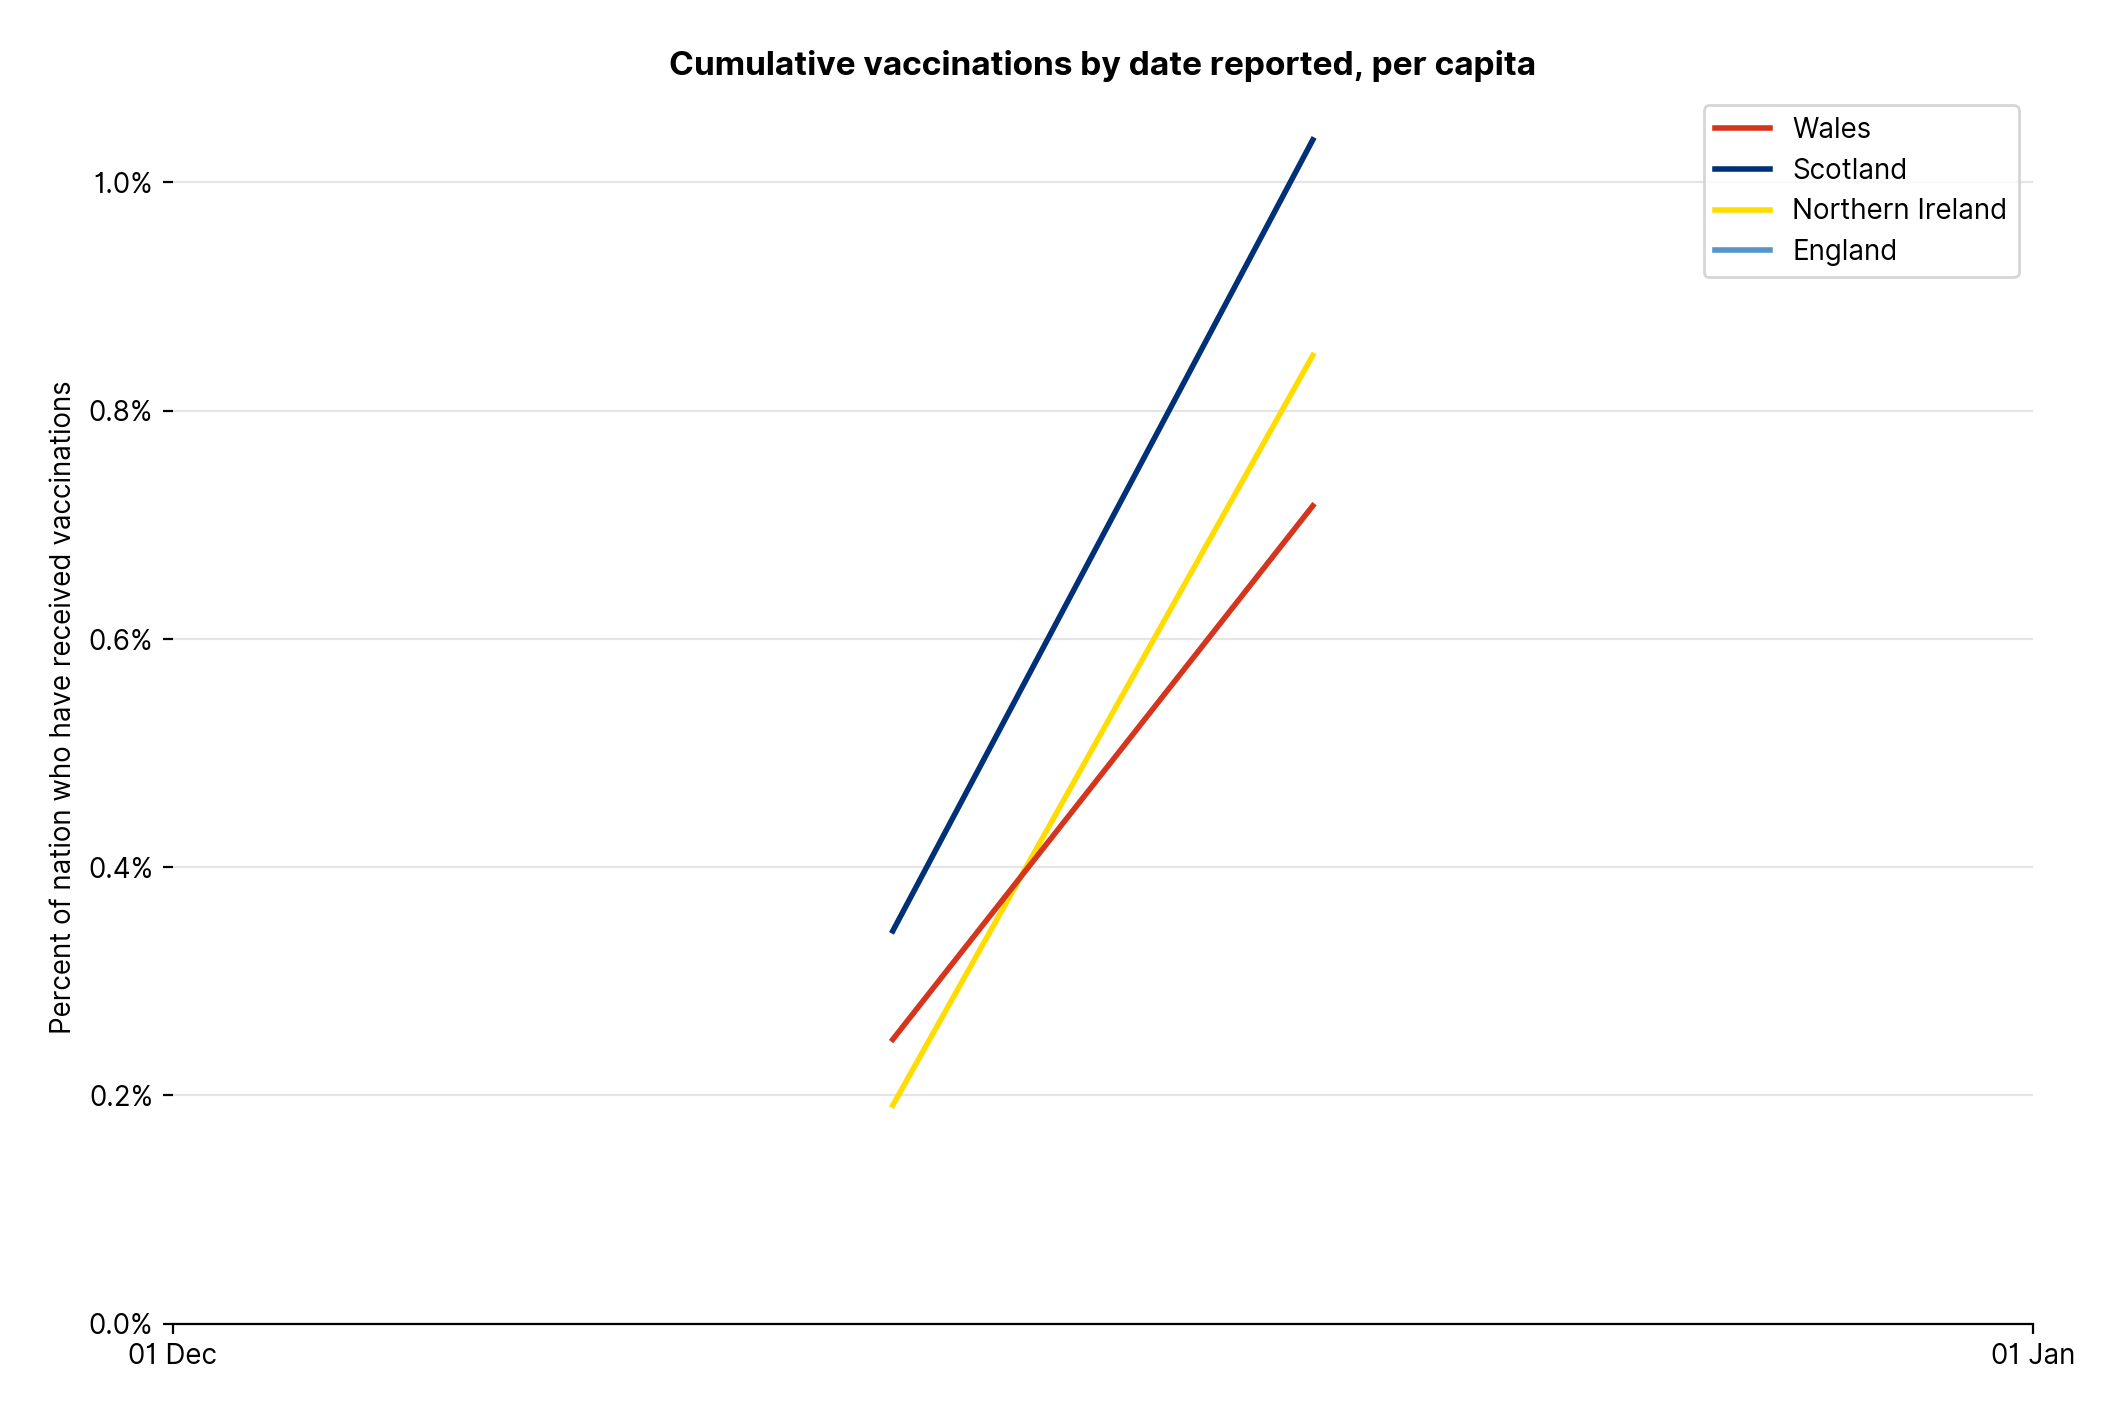 Cumulative vaccinations by date reported, per capita
Wales
Scotland
Northern Ireland
England
Percent of nation who have received vaccinations
1.0%
0.8%
0.6%
0.4%
0.2%
0.0%
01 Dec
01 Jan